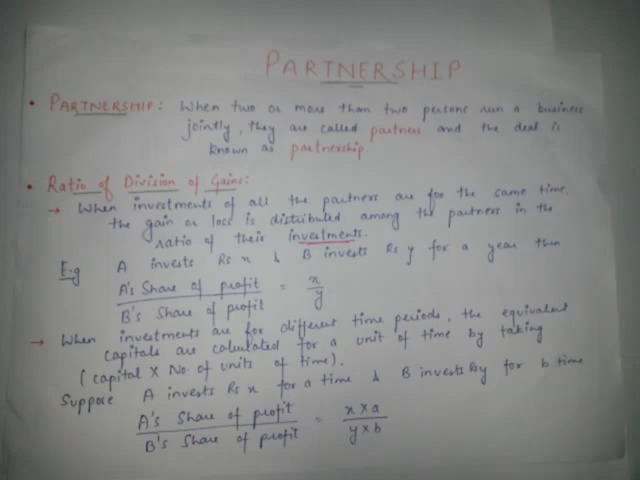 PARTNERSHIP
• PARTNERSHIP: When two or more than two persons run a business
jointly, they are called partners and the deal is
known as partnership.
• Ratio of Division of Gains:
→ When investments of all the partners are for the same time,
the gain or loss is distributed among the partners in the
ratio of their investments.
E.g A invests Rs x & B invests Rs y for a year then
A's Share of profit / B's Share of profit = x / y
→ When investments are for different time periods, the equivalent
capitals are calculated for a unit of time by taking
(capital X No. of units of time).
Suppose A invests Rs x for a time & B invests Rs y for b time
A's Share of profit / B's Share of profit = x x a / y x b